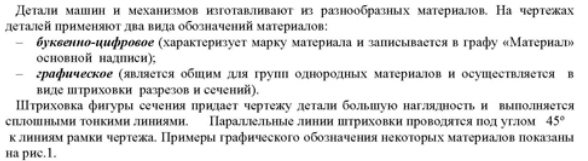 Детали машин и механизмов изготавливают из разнообразных материалов. На чертежах
деталей применяют два вида обозначений материалов:
– буквенно-цифровое (характеризует марку материала и записывается в графу «Материал»
основной надписи);
– графическое (является общим для групп однородных материалов и осуществляется в
виде штриховки разрезов и сечений).
Штриховка фигуры сечения придает чертежу детали большую наглядность и выполняется
сплошными тонкими линиями. Параллельные линии штриховки проводятся под углом 45º
к линиям рамки чертежа. Примеры графического обозначения некоторых материалов показаны
на рис.1.